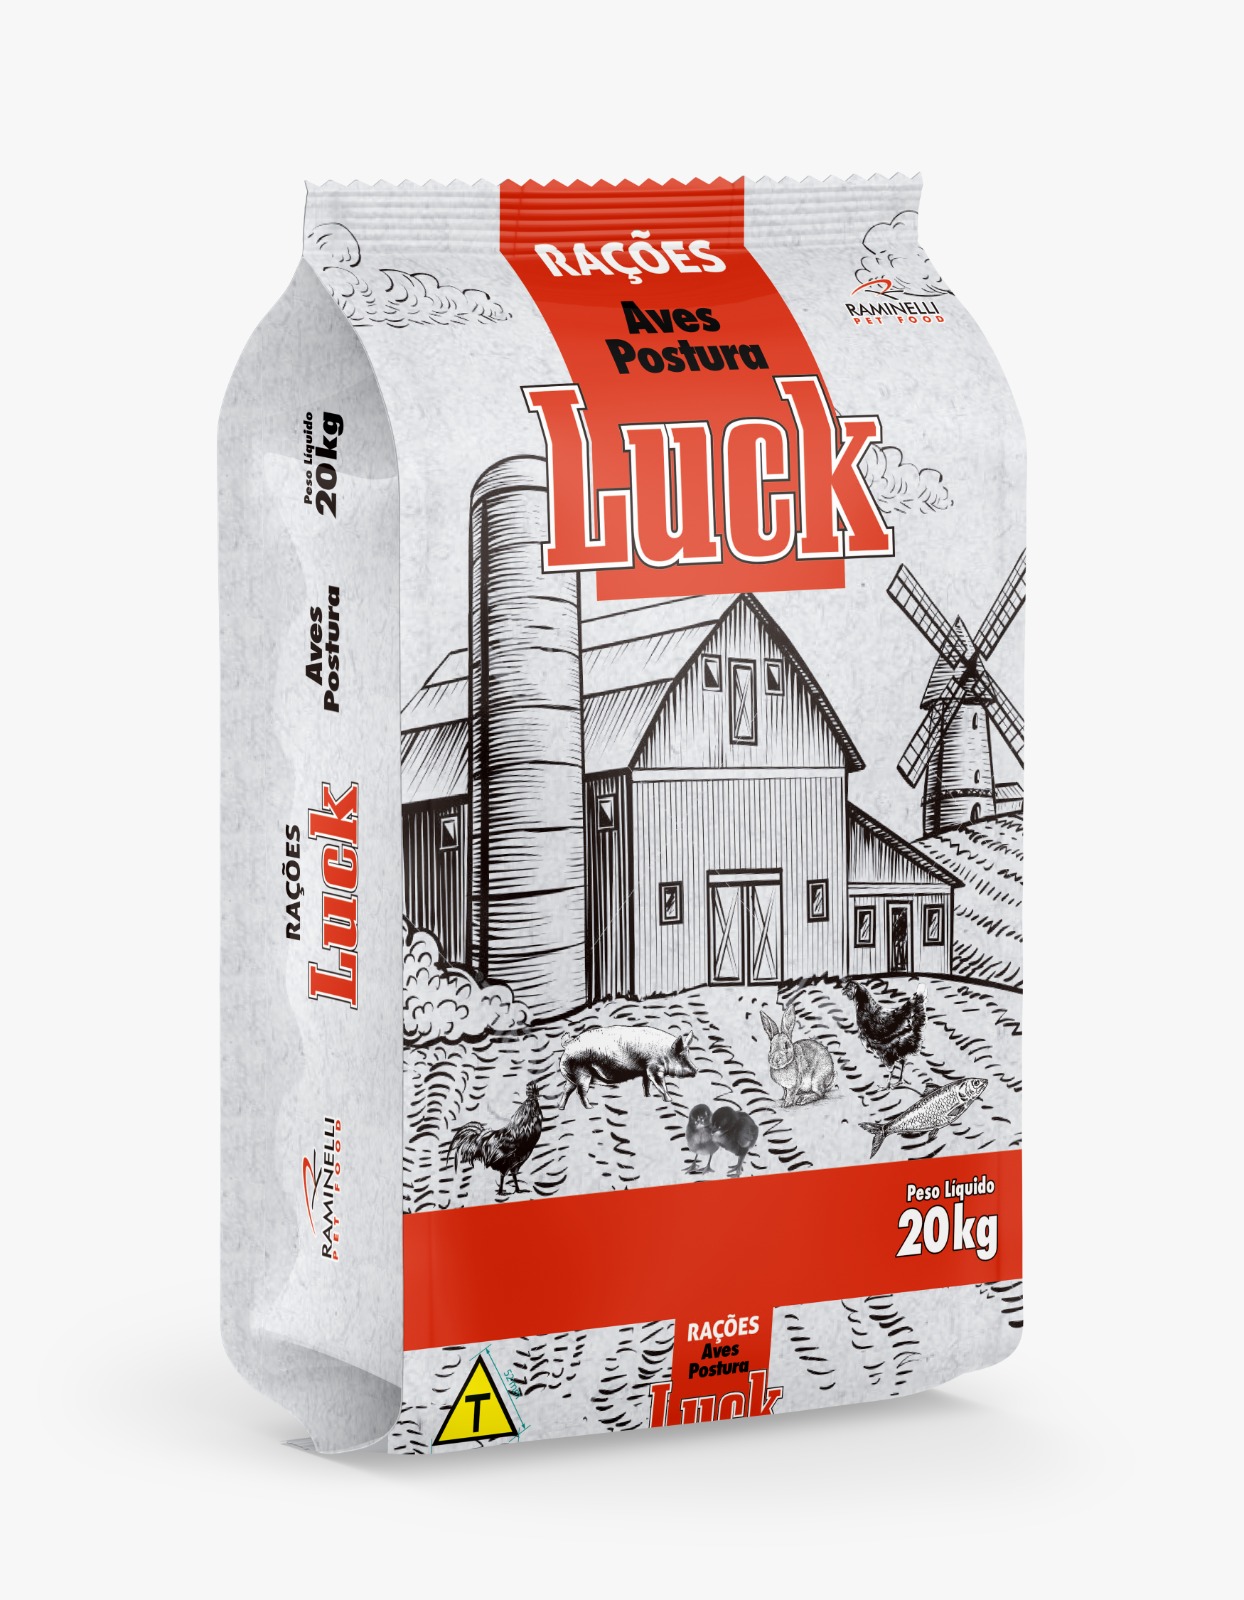 RAÇÕES
Aves
Postura
Luck
RAMINELLI
PET FOOD
Peso Líquido
20kg
Aves
Postura
RAÇÕES
Luck
RAMINELLI
PET FOOD
Peso Líquido
20kg
RAÇÕES
Aves
Postura
Luck
T